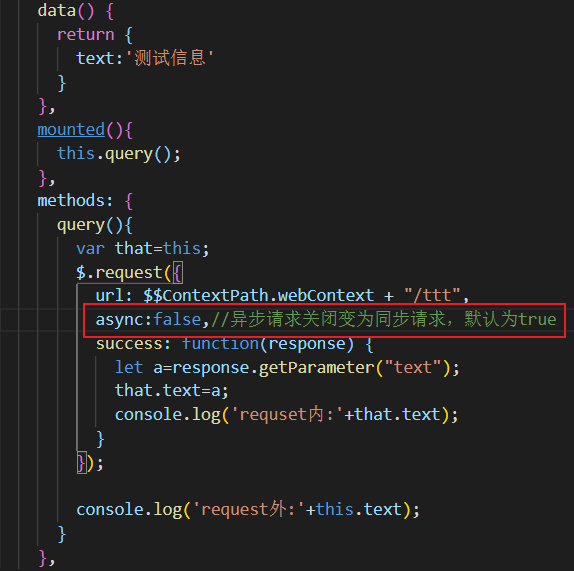 data() {
return {
text:'测试信息'
}
},
mounted(){
this.query();
},
methods: {
query(){
var that=this;
$.request({
url: $$ContextPath.webContext + "/ttt",
async:false,//异步请求关闭变为同步请求，默认为true
success: function(response) {
let a=response.getParameter("text");
that.text=a;
console.log('requset内:'+that.text);
}
});
console.log('request外:'+this.text);
}
},